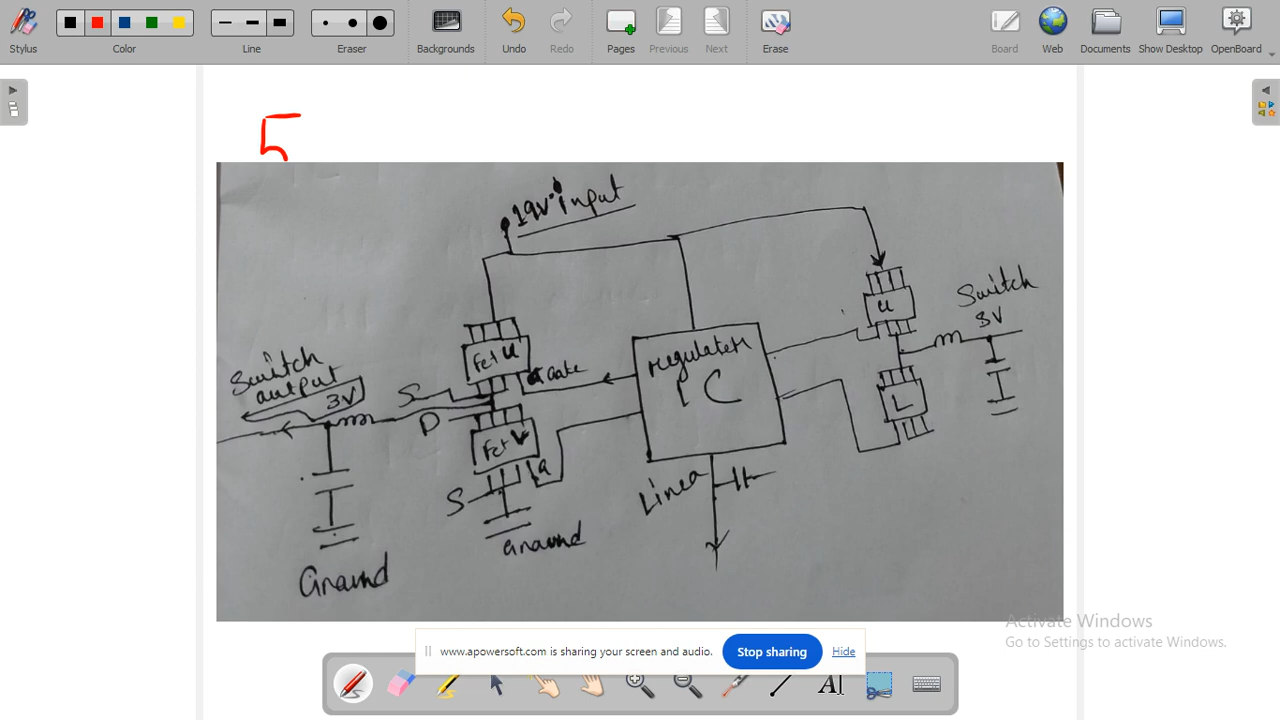 Stylus
Color
Line
Eraser
Backgrounds
Undo
Redo
Pages
Previous
Next
Erase
Board
Web
Documents
Show Desktop
OpenBoard
5
19V input
Switch
output
3V
Fet U
Gate
S
D
Fet L
G
S
Ground
Ground
Regulater
IC
Linea
U
L
Switch
3V
Activate Windows
Go to Settings to activate Windows.
www.apowersoft.com is sharing your screen and audio.
Stop sharing
Hide